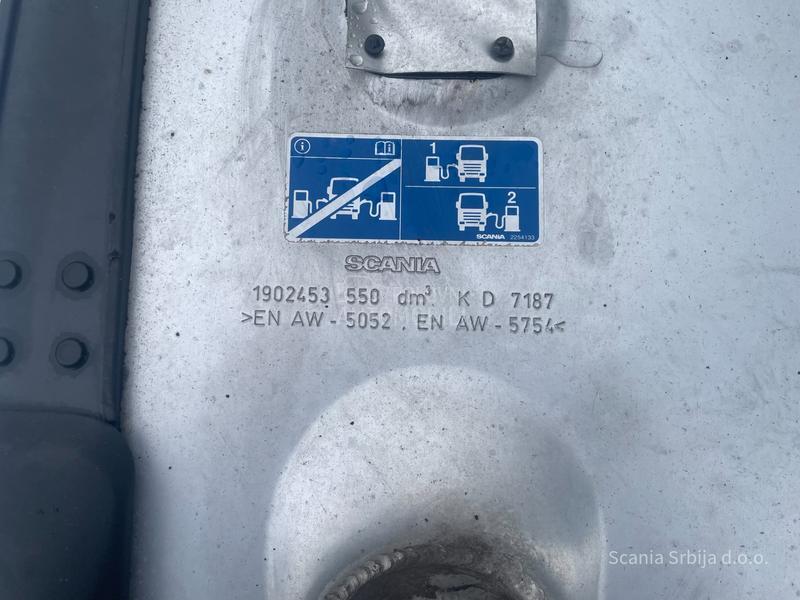 1
2
SCANIA 2254133
SCANIA
1902453 550 dm³ K D 7187
>EN AW-5052 . EN AW-5754<
Scania Srbija d.o.o.